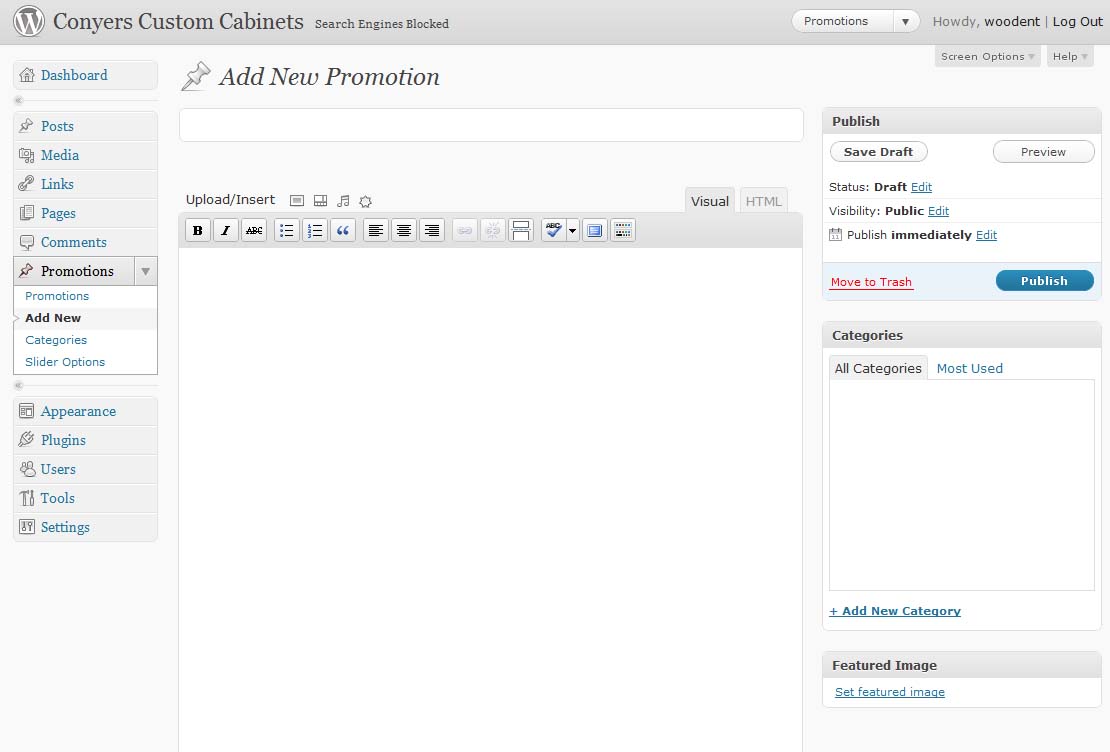 Conyers Custom Cabinets Search Engines Blocked
Promotions
Howdy, woodent | Log Out
Screen Options
Help
Dashboard
Posts
Media
Links
Pages
Comments
Promotions
Promotions
Add New
Categories
Slider Options
Appearance
Plugins
Users
Tools
Settings
Add New Promotion
Upload/Insert
Visual
HTML
B I ABC
ABC
Publish
Save Draft
Preview
Status: Draft Edit
Visibility: Public Edit
Publish immediately Edit
Move to Trash
Publish
Categories
All Categories
Most Used
+ Add New Category
Featured Image
Set featured image